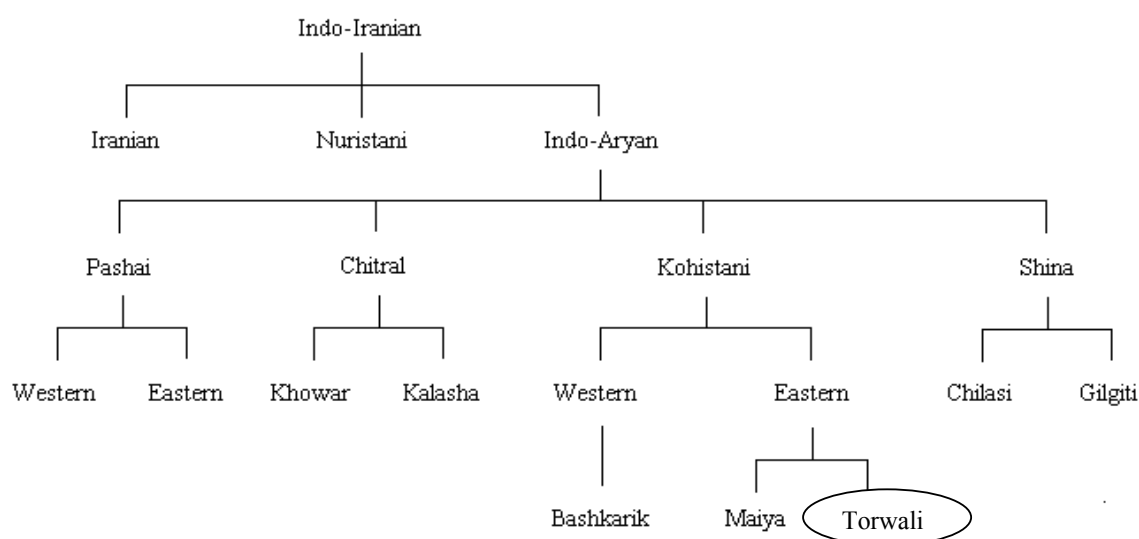 Indo-Iranian
Iranian Nuristani Indo-Aryan
Pashai Chitral Kohistani Shina
Western Eastern Khowar Kalasha Western Eastern Chilasi Gilgiti
Bashkarik Maiya Torwali